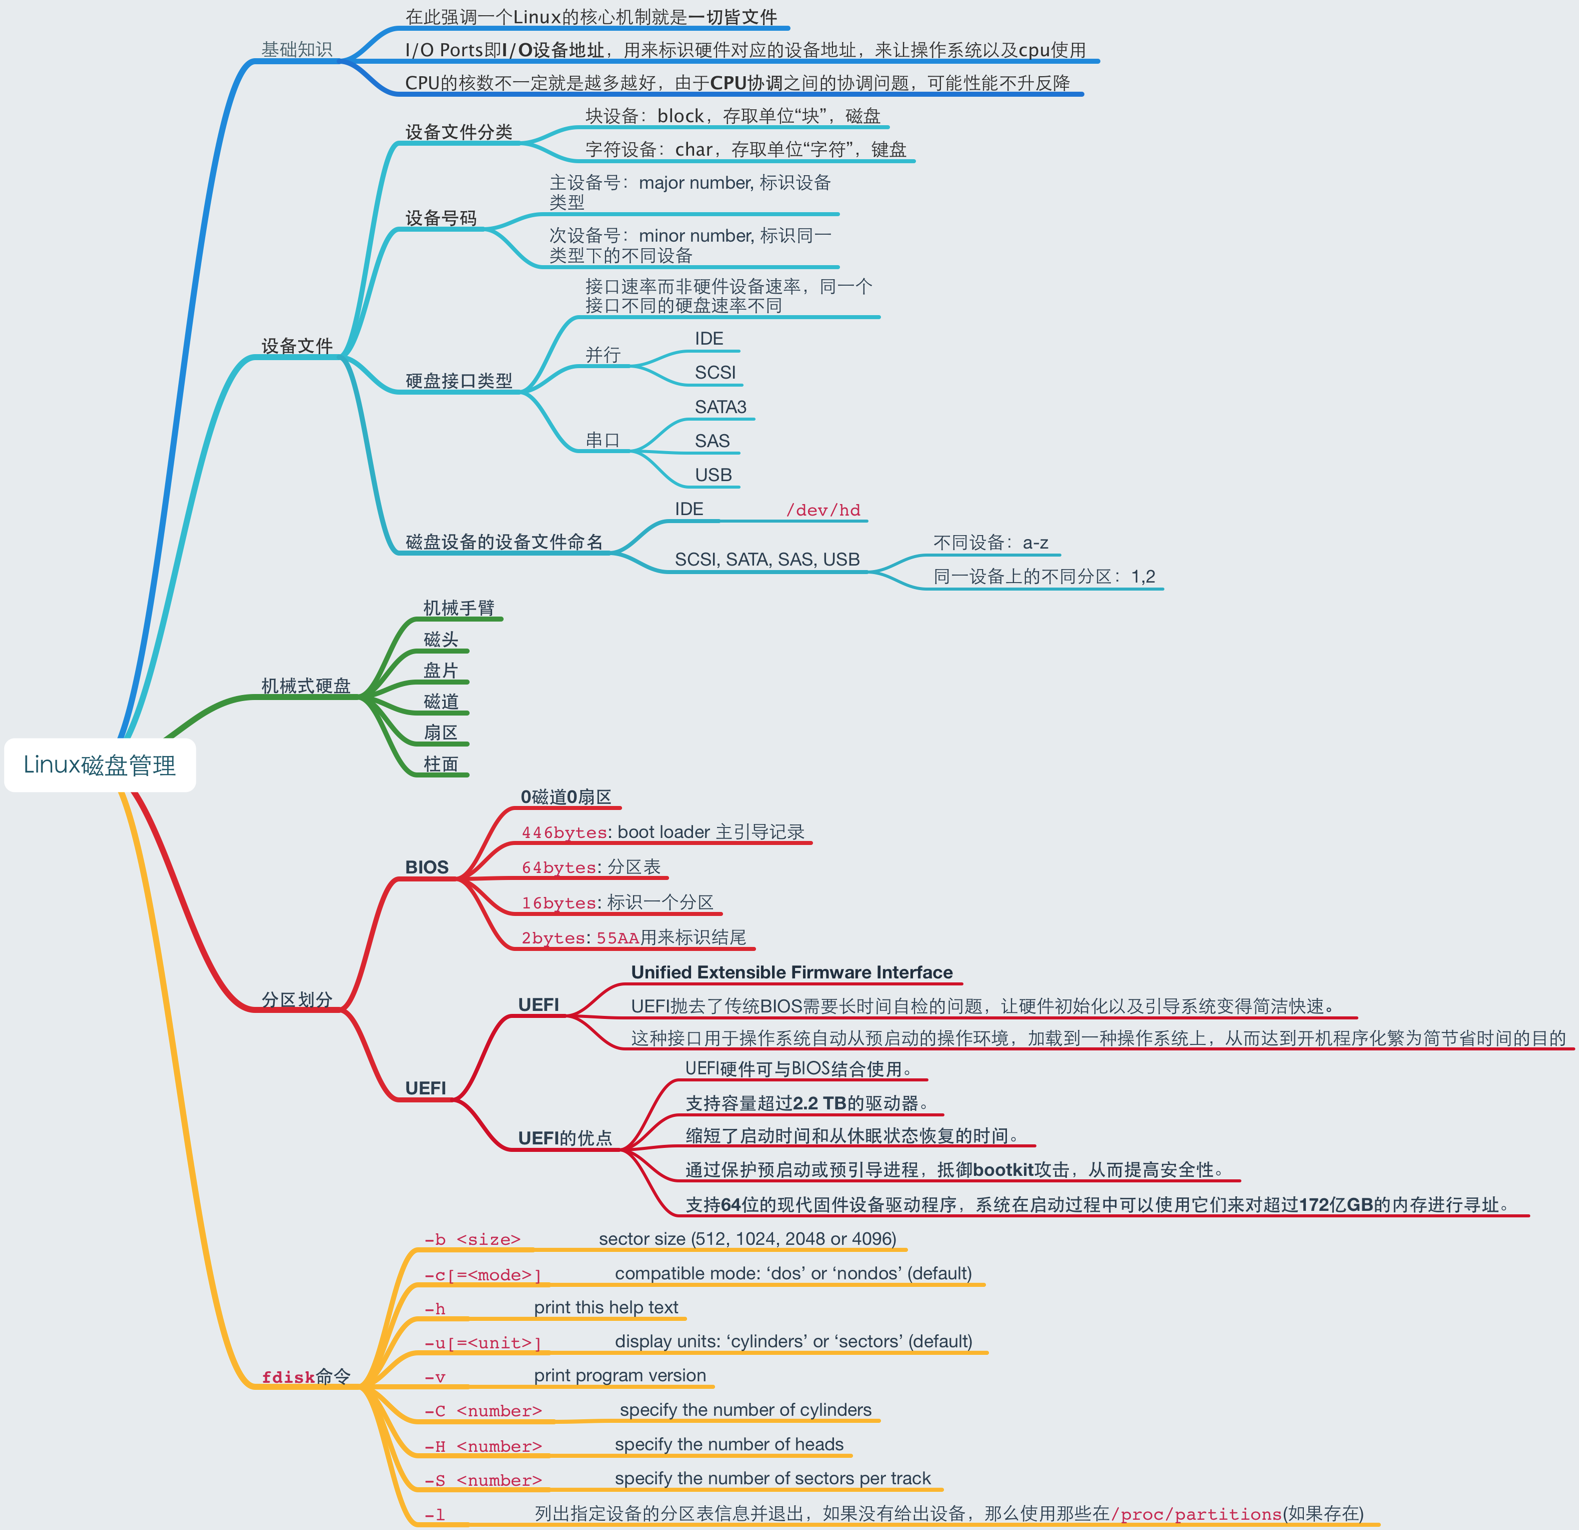 在此强调一个Linux的核心机制就是一切皆文件
基础知识
I/O Ports即I/O设备地址，用来标识硬件对应的设备地址，来让操作系统以及cpu使用
CPU的核数不一定就是越多越好，由于CPU协调之间的协调问题，可能性能不升反降
设备文件分类
块设备：block，存取单位“块”，磁盘
字符设备：char，存取单位“字符”，键盘
主设备号：major number, 标识设备
类型
设备号码
次设备号：minor number, 标识同一
类型下的不同设备
设备文件
接口速率而非硬件设备速率，同一个
接口不同的硬盘速率不同
硬盘接口类型
并行
IDE
SCSI
串口
SATA3
SAS
USB
磁盘设备的设备文件命名
IDE
/dev/hd
SCSI, SATA, SAS, USB
不同设备：a-z
同一设备上的不同分区：1,2
机械式硬盘
机械手臂
磁头
盘片
磁道
扇区
柱面
Linux磁盘管理
分区划分
BIOS
0磁道0扇区
446bytes: boot loader 主引导记录
64bytes: 分区表
16bytes: 标识一个分区
2bytes: 55AA用来标识结尾
UEFI
UEFI
Unified Extensible Firmware Interface
UEFI抛去了传统BIOS需要长时间自检的问题，让硬件初始化以及引导系统变得简洁快速。
这种接口用于操作系统自动从预启动的操作环境，加载到一种操作系统上，从而达到开机程序化繁为简节省时间的目的
UEFI的优点
UEFI硬件可与BIOS结合使用。
支持容量超过2.2 TB的驱动器。
缩短了启动时间和从休眠状态恢复的时间。
通过保护预启动或预引导进程，抵御bootkit攻击，从而提高安全性。
支持64位的现代固件设备驱动程序，系统在启动过程中可以使用它们来对超过172亿GB的内存进行寻址。
fdisk命令
-b <size>
sector size (512, 1024, 2048 or 4096)
-c[=<mode>]
compatible mode: ‘dos’ or ‘nondos’ (default)
-h
print this help text
-u[=<unit>]
display units: ‘cylinders’ or ‘sectors’ (default)
-v
print program version
-C <number>
specify the number of cylinders
-H <number>
specify the number of heads
-S <number>
specify the number of sectors per track
-l
列出指定设备的分区表信息并退出，如果没有给出设备，那么使用那些在/proc/partitions(如果存在)